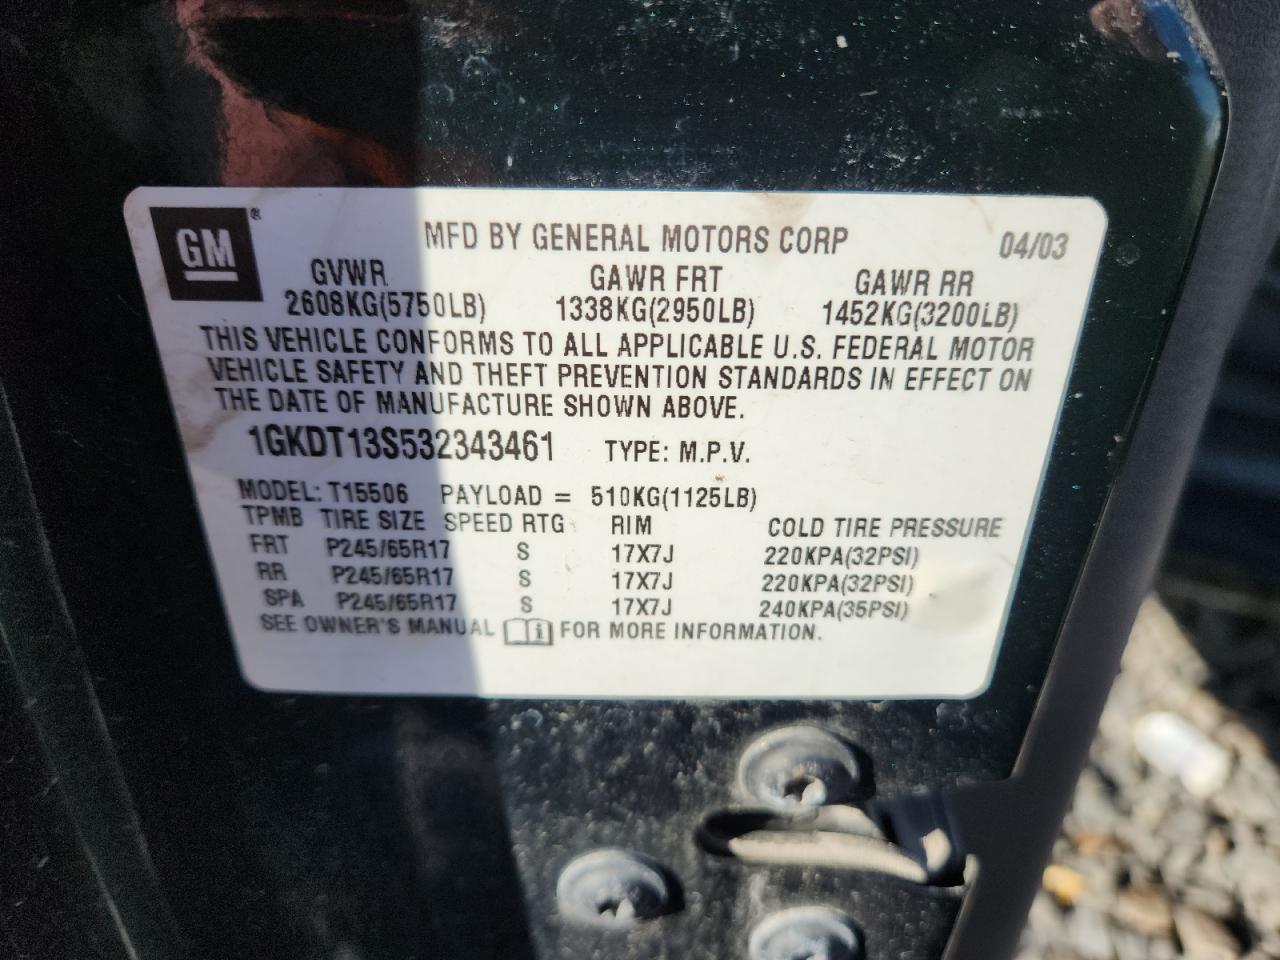 GM ®
MFD BY GENERAL MOTORS CORP 04/03
GVWR GAWR FRT GAWR RR
2608KG(5750LB) 1338KG(2950LB) 1452KG(3200LB)
THIS VEHICLE CONFORMS TO ALL APPLICABLE U.S. FEDERAL MOTOR
VEHICLE SAFETY AND THEFT PREVENTION STANDARDS IN EFFECT ON
THE DATE OF MANUFACTURE SHOWN ABOVE.
1GKDT13S532343461 TYPE: M.P.V.
MODEL: T15506 PAYLOAD = 510KG(1125LB)
TPMB TIRE SIZE SPEED RTG RIM COLD TIRE PRESSURE
FRT P245/65R17 S 17X7J 220KPA(32PSI)
RR P245/65R17 S 17X7J 220KPA(32PSI)
SPA P245/65R17 S 17X7J 240KPA(35PSI)
SEE OWNER'S MANUAL FOR MORE INFORMATION.